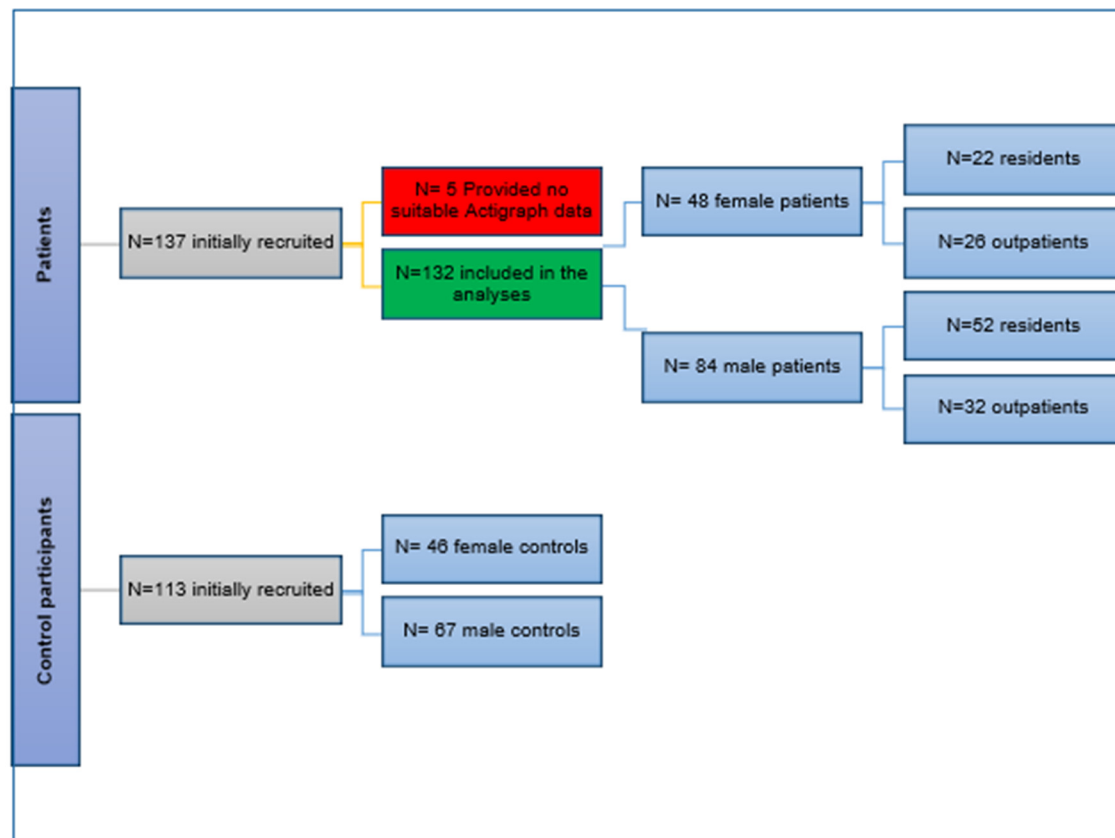 Patients
N=137 initially recruited
N= 5 Provided no
suitable Actigraph data
N=132 included in the
analyses
N= 48 female patients
N= 84 male patients
N=22 residents
N=26 outpatients
N=52 residents
N=32 outpatients
Control participants
N=113 initially recruited
N= 46 female controls
N= 67 male controls